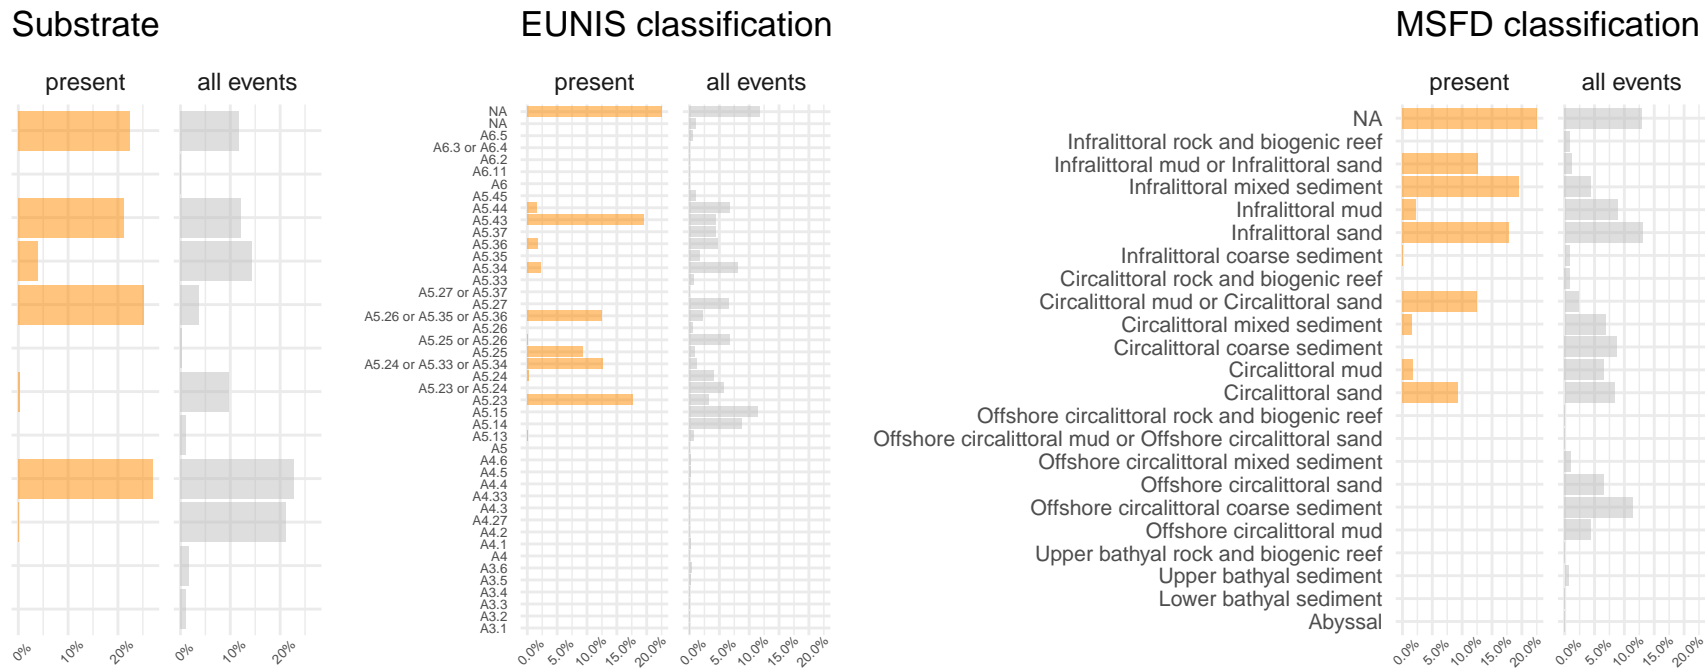 Substrate
present
all events
0%
10%
20%
0%
10%
20%
EUNIS classification
present
all events
NA
NA
A6.5
A6.3 or A6.4
A6.2
A6.11
A6
A5.45
A5.44
A5.43
A5.37
A5.36
A5.35
A5.34
A5.33
A5.27 or A5.37
A5.27
A5.26 or A5.35 or A5.36
A5.26
A5.25 or A5.26
A5.25
A5.24 or A5.33 or A5.34
A5.24
A5.23 or A5.24
A5.23
A5.15
A5.14
A5.13
A5
A4.6
A4.5
A4.4
A4.33
A4.3
A4.27
A4.2
A4.1
A4
A3.6
A3.5
A3.4
A3.3
A3.2
A3.1
0.0%
5.0%
10.0%
15.0%
20.0%
0.0%
5.0%
10.0%
15.0%
20.0%
MSFD classification
present
all events
NA
Infralittoral rock and biogenic reef
Infralittoral mud or Infralittoral sand
Infralittoral mixed sediment
Infralittoral mud
Infralittoral sand
Infralittoral coarse sediment
Circalittoral rock and biogenic reef
Circalittoral mud or Circalittoral sand
Circalittoral mixed sediment
Circalittoral coarse sediment
Circalittoral mud
Circalittoral sand
Offshore circalittoral rock and biogenic reef
Offshore circalittoral mud or Offshore circalittoral sand
Offshore circalittoral mixed sediment
Offshore circalittoral sand
Offshore circalittoral coarse sediment
Offshore circalittoral mud
Upper bathyal rock and biogenic reef
Upper bathyal sediment
Lower bathyal sediment
Abyssal
0.0%
5.0%
10.0%
15.0%
20.0%
0.0%
5.0%
10.0%
15.0%
20.0%